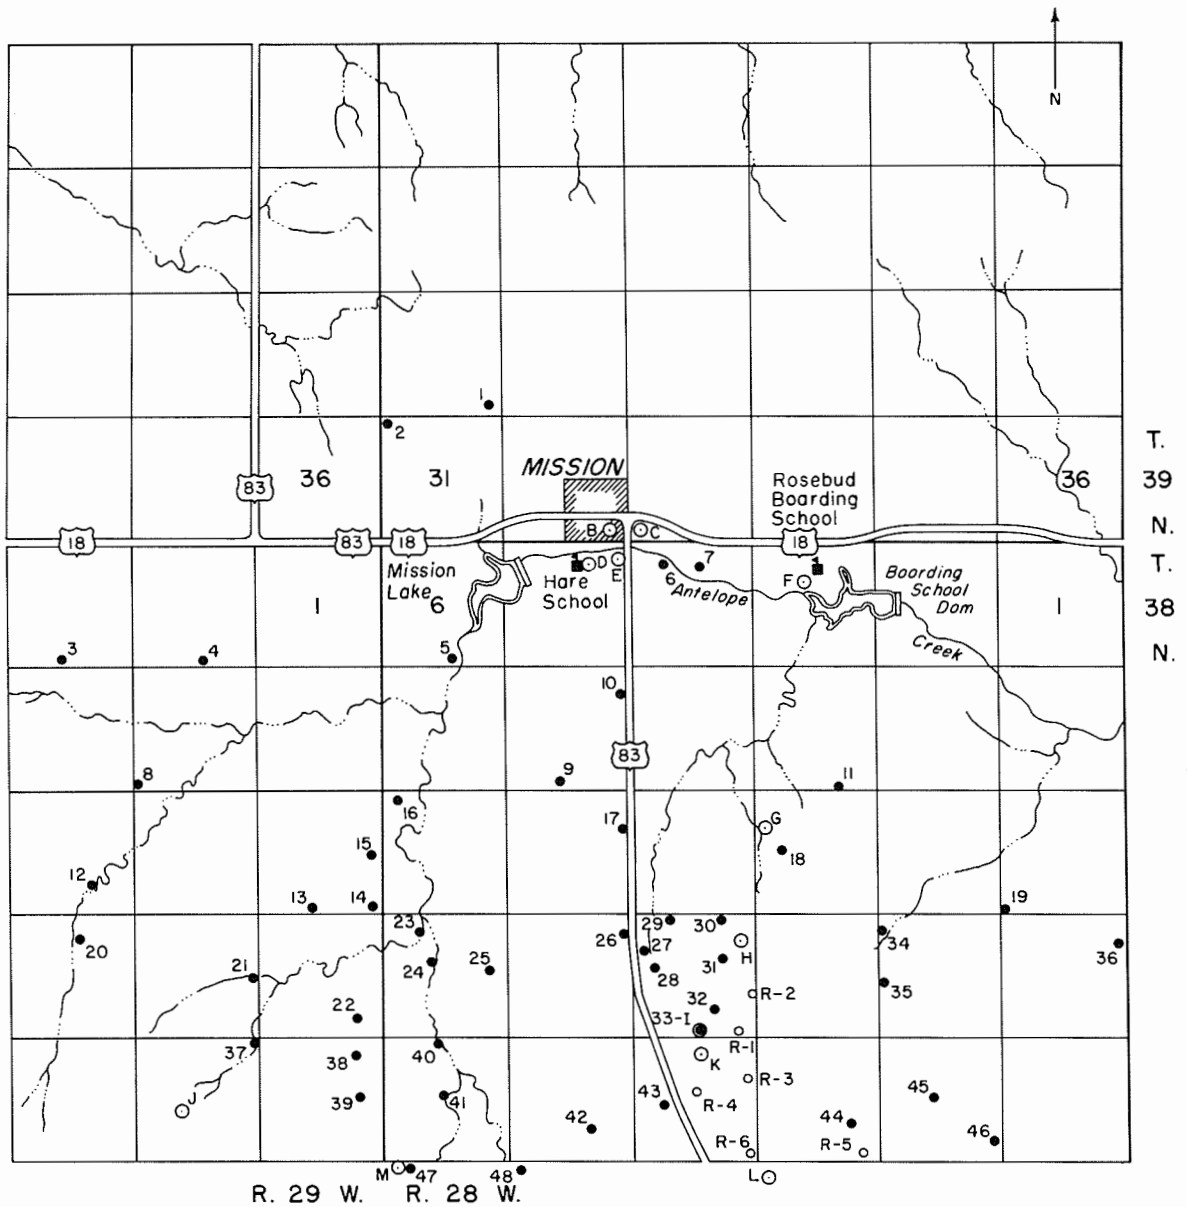 N
1
2
T.
36
31
MISSION
Rosebud
Boarding
School
36
39
83
N.
B
C
18
83
18
18
T.
Mission
Lake
6
Hare
School
D
E
6
7
Antelope
F
Boarding
School
Dam
1
1
38
Creek
N.
3
4
5
10
83
8
9
11
16
17
G
15
18
12
13
14
19
23
29
30
20
26
27
H
34
36
21
24
25
28
31
35
22
32
R-2
33-I
37
38
40
R-1
K
R-3
J
39
41
43
R-4
45
42
44
46
R-6
R-5
M
47
48
L
R. 29 W.
R. 28 W.